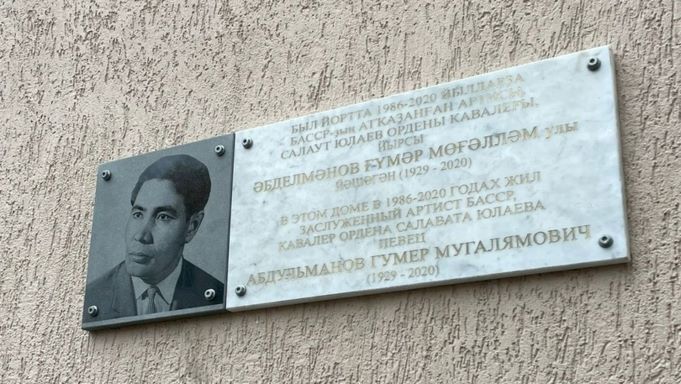 БЫЛ ЙОРТТА 1986-2020 ЙЫЛДАРҘА
БАССР-ҙың АТҠАҘАНҒАН АРТИСЫ,
САЛАУАТ ЮЛАЕВ ОРДЕНЫ КАВАЛЕРЫ,
ЙЫРСЫ
ӘБДЕЛМӘНОВ ҒҮМӘР МӨҒӘЛЛӘМ улы
ЙӘШӘГӘН (1929 - 2020)
В ЭТОМ ДОМЕ В 1986-2020 ГОДАХ ЖИЛ
ЗАСЛУЖЕННЫЙ АРТИСТ БАССР,
КАВАЛЕР ОРДЕНА САЛАВАТА ЮЛАЕВА
ПЕВЕЦ
АБДУЛЬМАНОВ ГУМЕР МУГАЛЯМОВИЧ
(1929 - 2020)